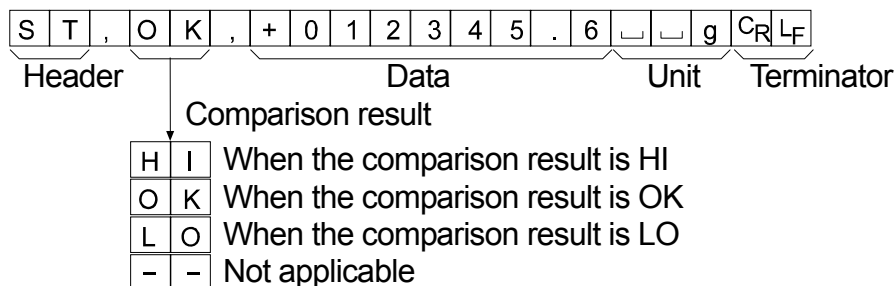 S T , O K , + 0 1 2 3 4 5 . 6 ␣ ␣ g CR LF
Header Data Unit Terminator
Comparison result
H I When the comparison result is HI
O K When the comparison result is OK
L O When the comparison result is LO
– – Not applicable